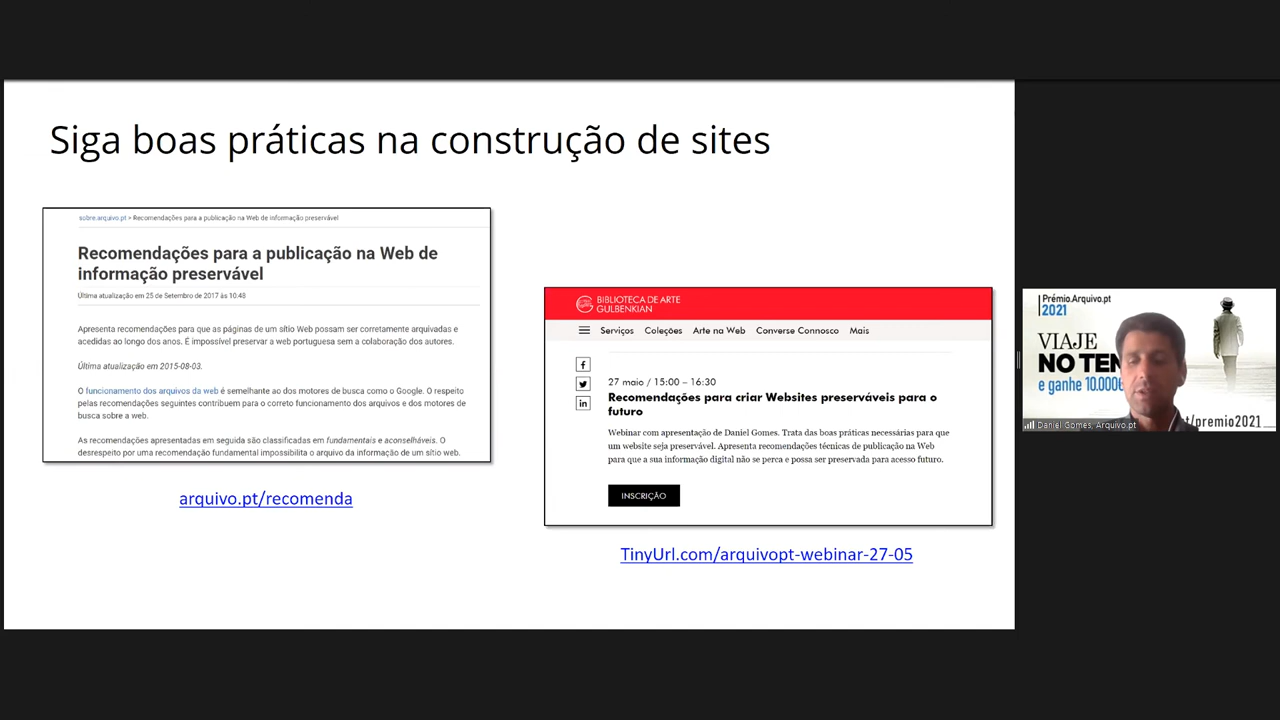 Siga boas práticas na construção de sites
sobre.arquivo.pt > Recomendações para a publicação na Web de informação preservável
Recomendações para a publicação na Web de
informação preservável
Última atualização em 25 de Setembro de 2017 às 10:48
Apresenta recomendações para que as páginas de um sítio Web possam ser corretamente arquivadas e
acedidas ao longo dos anos. É impossível preservar a web portuguesa sem a colaboração dos autores.
Última atualização em 2015-08-03.
O funcionamento dos arquivos da web é semelhante ao dos motores de busca como o Google. O respeito
pelas recomendações seguintes contribuem para o correto funcionamento dos arquivos e dos motores de
busca sobre a web.
As recomendações apresentadas em seguida são classificadas em fundamentais e aconselháveis. O
desrespeito por uma recomendação fundamental impossibilita o arquivo da informação de um sítio web.
arquivo.pt/recomenda
BIBLIOTECA DE ARTE
GULBENKIAN
Serviços Coleções Arte na Web Converse Connosco Mais
27 maio / 15:00 – 16:30
Recomendações para criar Websites preserváveis para o
futuro
Webinar com apresentação de Daniel Gomes. Trata das boas práticas necessárias para que
um website seja preservável. Apresenta recomendações técnicas de publicação na Web
para que a sua informação digital não se perca e possa ser preservada para acesso futuro.
INSCRIÇÃO
TinyUrl.com/arquivopt-webinar-27-05
Prémio.Arquivo.pt
2021
VIAJE
NO TEM
e ganhe 10.000€
t/premio2021
Daniel Gomes, Arquivo.pt